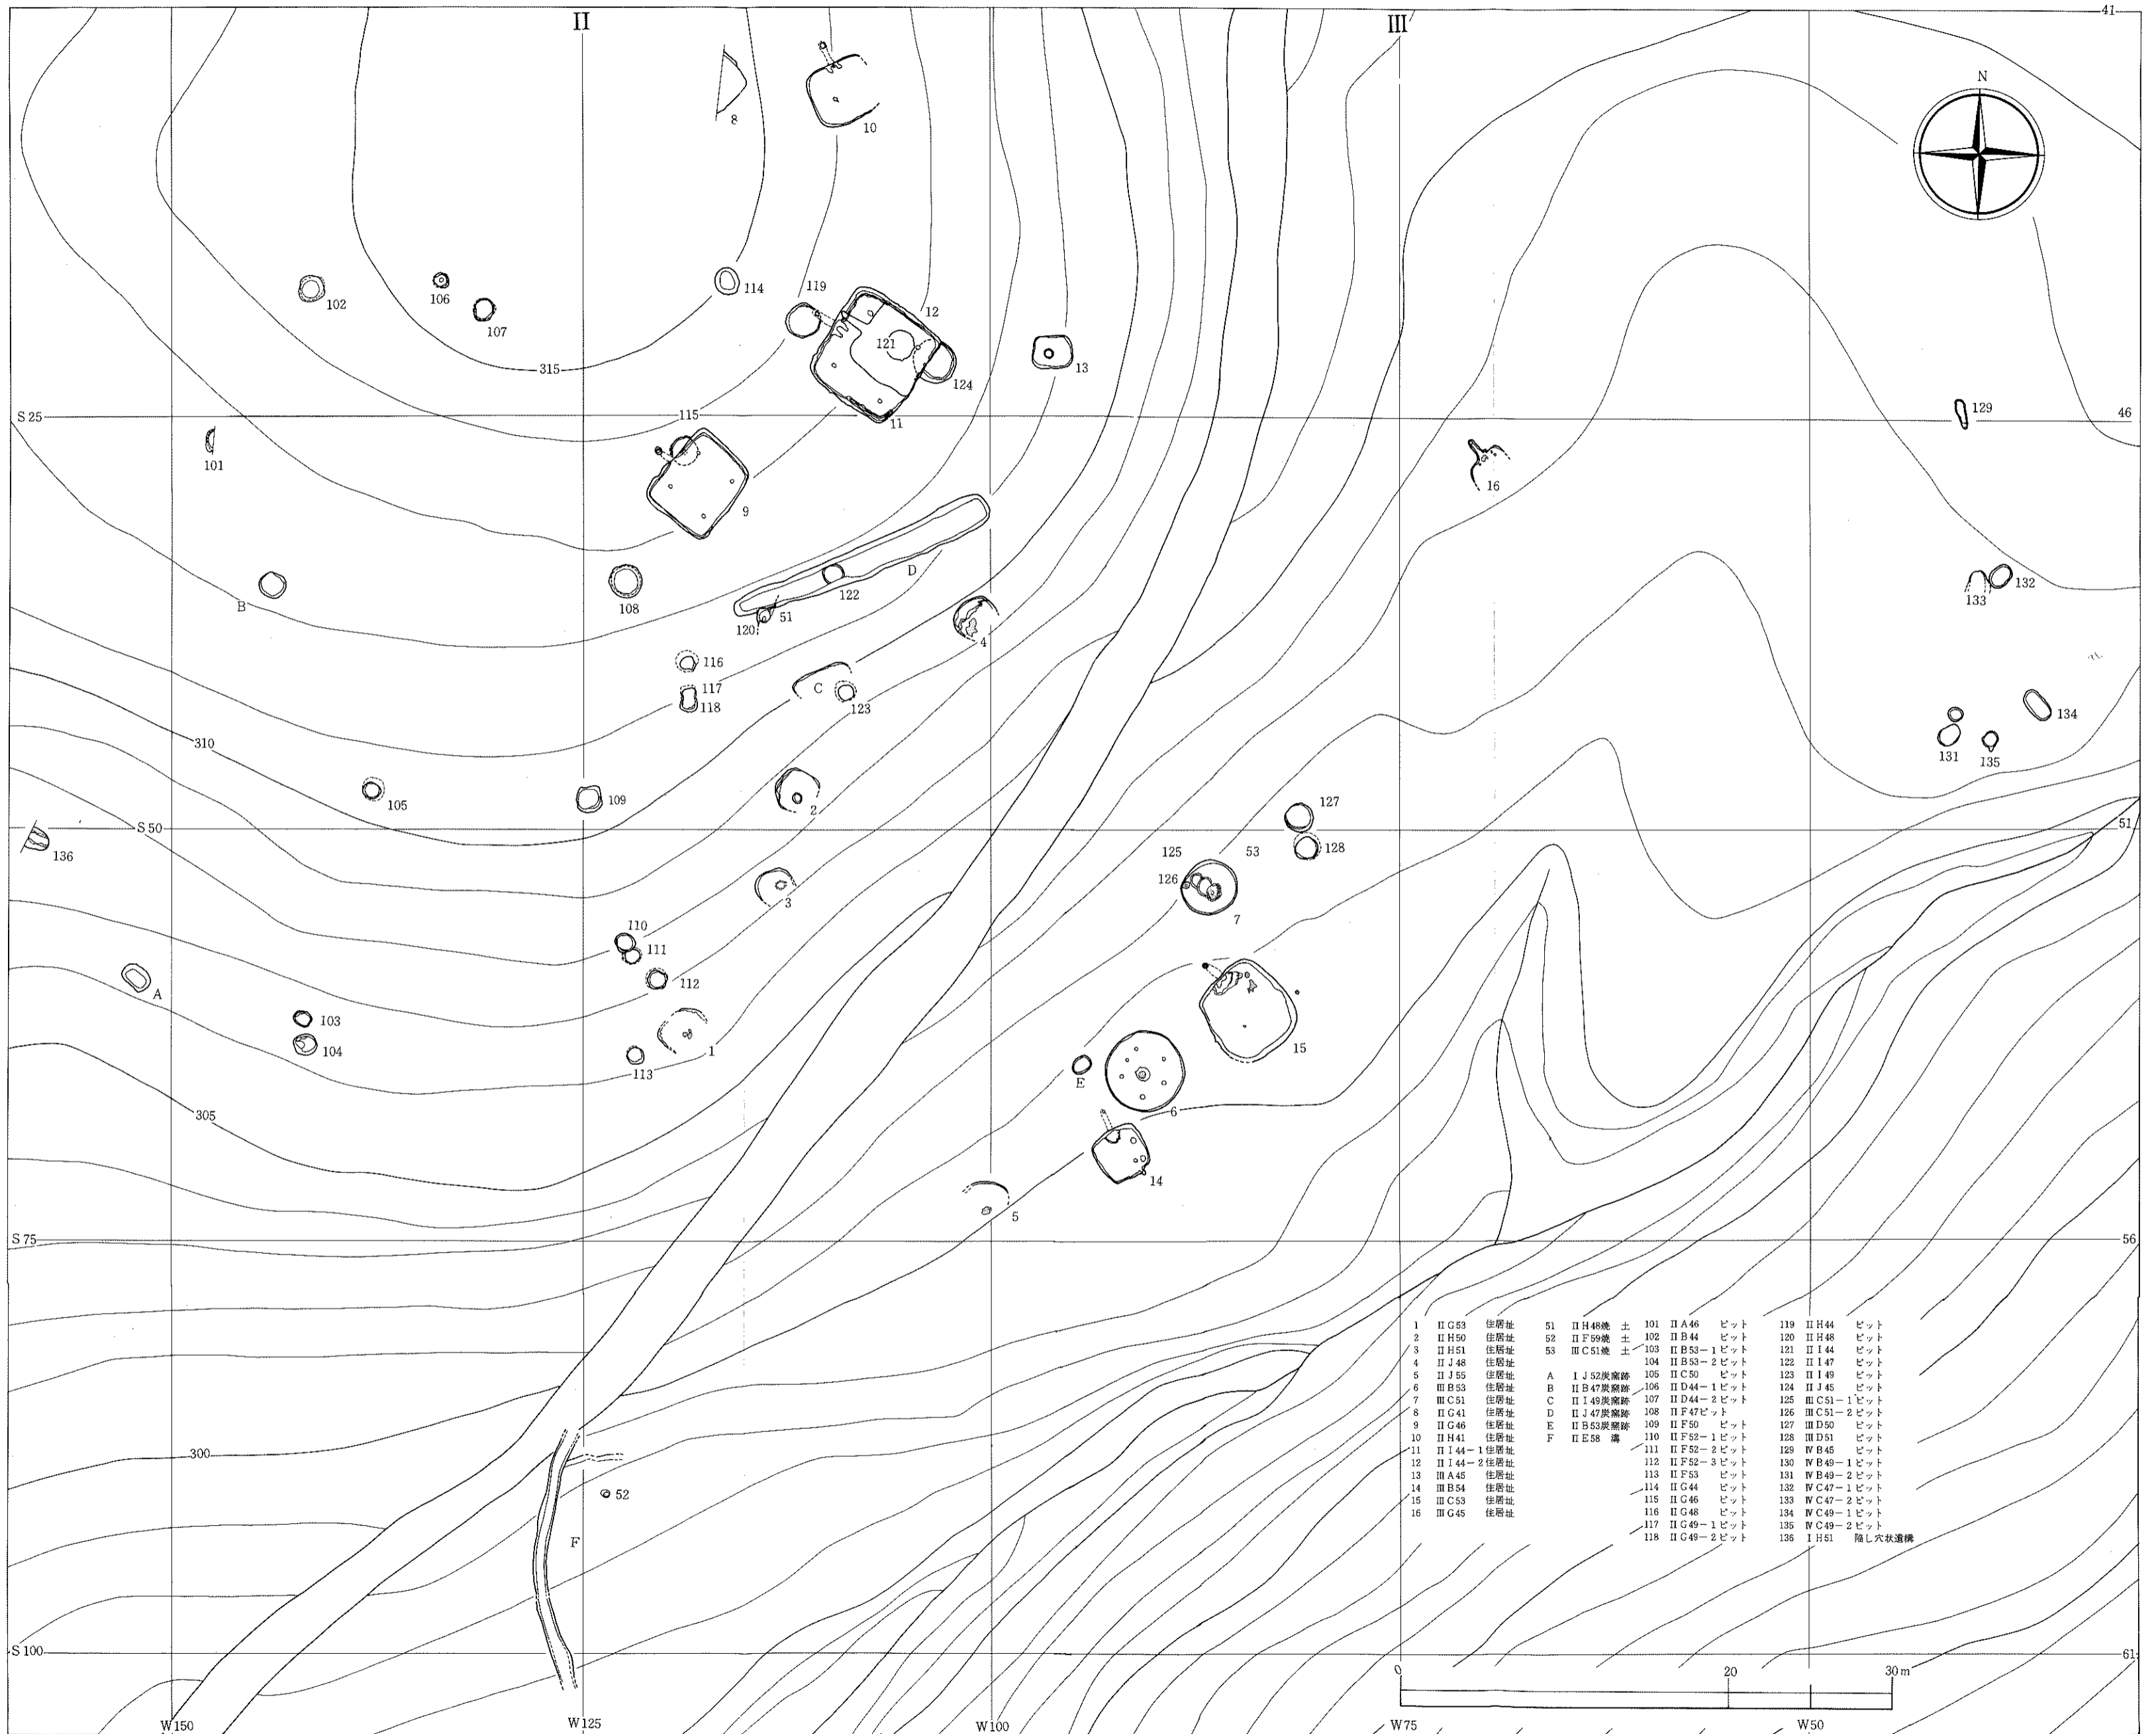 II
III
41
N
8
10
102
106
107
114
119
12
121
124
13
11
315
S 25
115
46
129
101
9
16
B
108
D
122
51
120
4
132
133
116
117
118
C
123
134
131
135
310
105
109
2
127
S 50
51
136
125
53
128
126
3
7
110
111
112
A
103
104
1
113
15
E
6
305
14
5
S 75
56
1 II G53 住居址
2 II H50 住居址
3 II H51 住居址
4 II J48 住居址
5 II J55 住居址
6 III B53 住居址
7 III C51 住居址
8 II G41 住居址
9 II G46 住居址
10 II H41 住居址
11 II I44-1住居址
12 II I44-2住居址
13 III A45 住居址
14 III B54 住居址
15 III C53 住居址
16 III G45 住居址
51 II H48焼 土
52 II F59焼 土
53 III C51焼 土
A I J52炭窯跡
B II B47炭窯跡
C II I49炭窯跡
D II J47炭窯跡
E II B53炭窯跡
F II E58 溝
101 II A46 ピット
102 II B44 ピット
103 II B53-1ピット
104 II B53-2ピット
105 II C50 ピット
106 II D44-1ピット
107 II D44-2ピット
108 II F47ピット
109 II F50 ピット
110 II F52-1ピット
111 II F52-2ピット
112 II F52-3ピット
113 II F53 ピット
114 II G44 ピット
115 II G46 ピット
116 II G48 ピット
117 II G49-1ピット
118 II G49-2ピット
119 II H44 ピット
120 II H48 ピット
121 II I44 ピット
122 II I47 ピット
123 II I49 ピット
124 II J45 ピット
125 III C51-1ピット
126 III C51-2ピット
127 III D50 ピット
128 III D51 ピット
129 IV B45 ピット
130 IV B49-1ピット
131 IV B49-2ピット
132 IV C47-1ピット
133 IV C47-2ピット
134 IV C49-1ピット
135 IV C49-2ピット
136 I H51 陥し穴状遺構
300
52
F
S 100
61
0
20
30m
W150
W125
W100
W75
W50